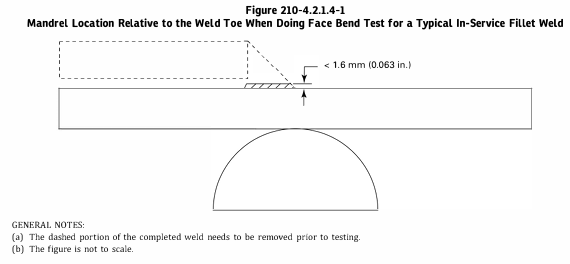 Figure 210-4.2.1.4-1
Mandrel Location Relative to the Weld Toe When Doing Face Bend Test for a Typical In-Service Fillet Weld
< 1.6 mm (0.063 in.)
GENERAL NOTES:
(a) The dashed portion of the completed weld needs to be removed prior to testing.
(b) The figure is not to scale.